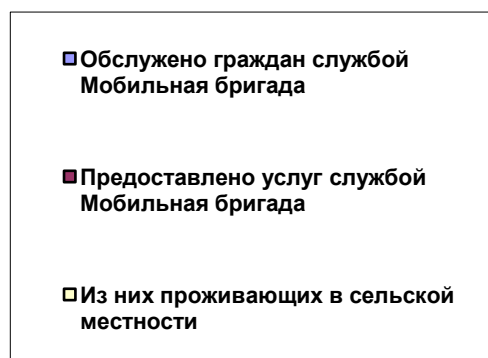 Обслужено граждан службой
Мобильная бригада
Предоставлено услуг службой
Мобильная бригада
Из них проживающих в сельской
местности